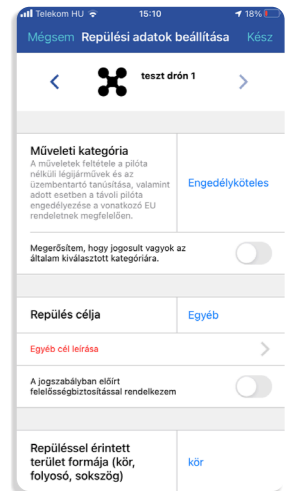 Telekom HU 15:10 18%
Mégsem Repülési adatok beállítása Kész
teszt drón 1
Műveleti kategória
A műveletek feltétele a pilóta
nélküli légijárművek és az
üzembentartó tanúsítása, valamint
adott esetben a távoli pilóta
engedélyezése a vonatkozó EU
rendeletnek megfelelően.
Engedélyköteles
Megerősítem, hogy jogosult vagyok az
általam kiválasztott kategóriára.
Repülés célja
Egyéb
Egyéb cél leírása
A jogszabályban előírt
felelősségbiztosítással rendelkezem
Repüléssel érintett
terület formája (kör,
folyosó, sokszög)
kör